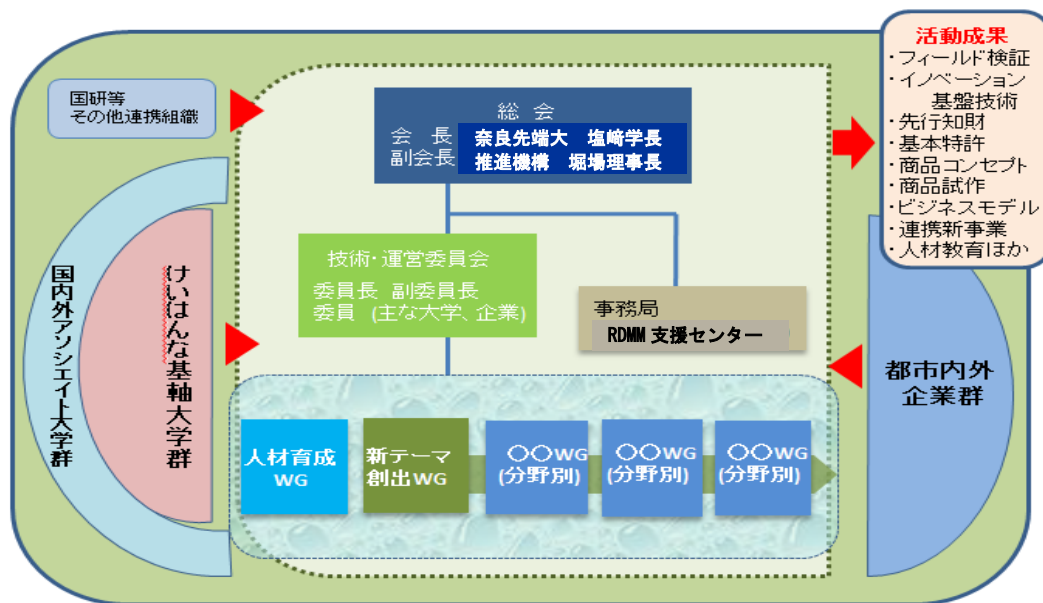 活動成果
・フィールド検証
・イノベーション
基盤技術
・先行知財
・基本特許
・商品コンセプト
・商品試作
・ビジネスモデル
・連携新事業
・人材教育ほか
国研等
その他連携組織
総 会
会 長 奈良先端大 塩﨑学長
副会長 推進機構 堀場理事長
技術・運営委員会
委員長 副委員長
委員 (主な大学、企業)
事務局
RDMM 支援センター
国内外アソシエイト大学群
けいはんな基軸大学群
都市内外
企業群
人材育成
WG
新テーマ
創出WG
〇〇WG
(分野別)
〇〇WG
(分野別)
〇〇WG
(分野別)